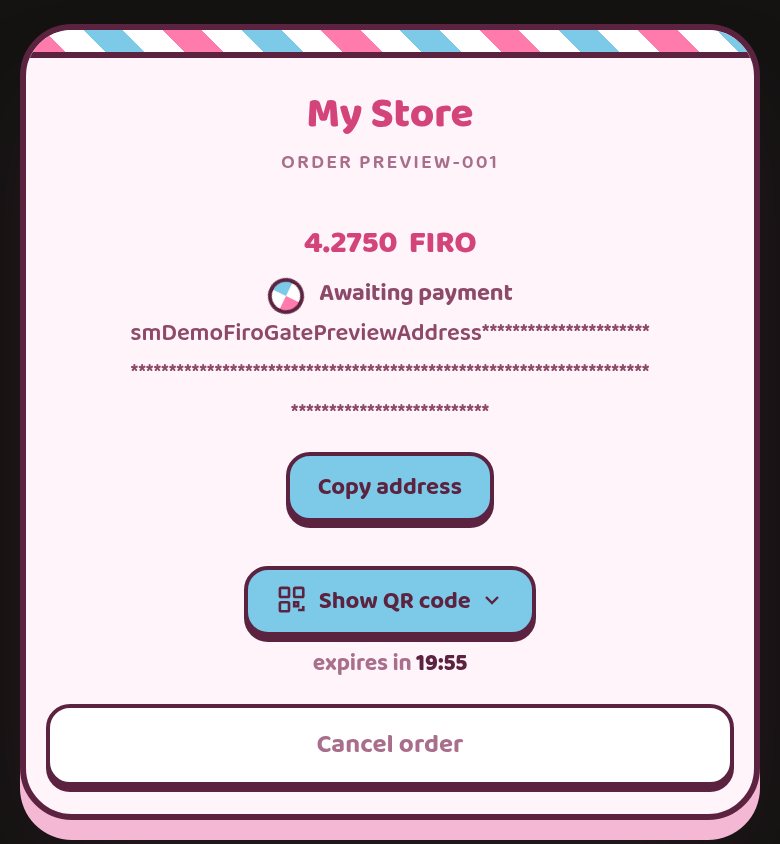 My Store
ORDER PREVIEW-001
4.2750 FIRO
Awaiting payment
smDemoFiroGatePreviewAddress**********************
********************************************************************
**************************
Copy address
Show QR code
expires in 19:55
Cancel order